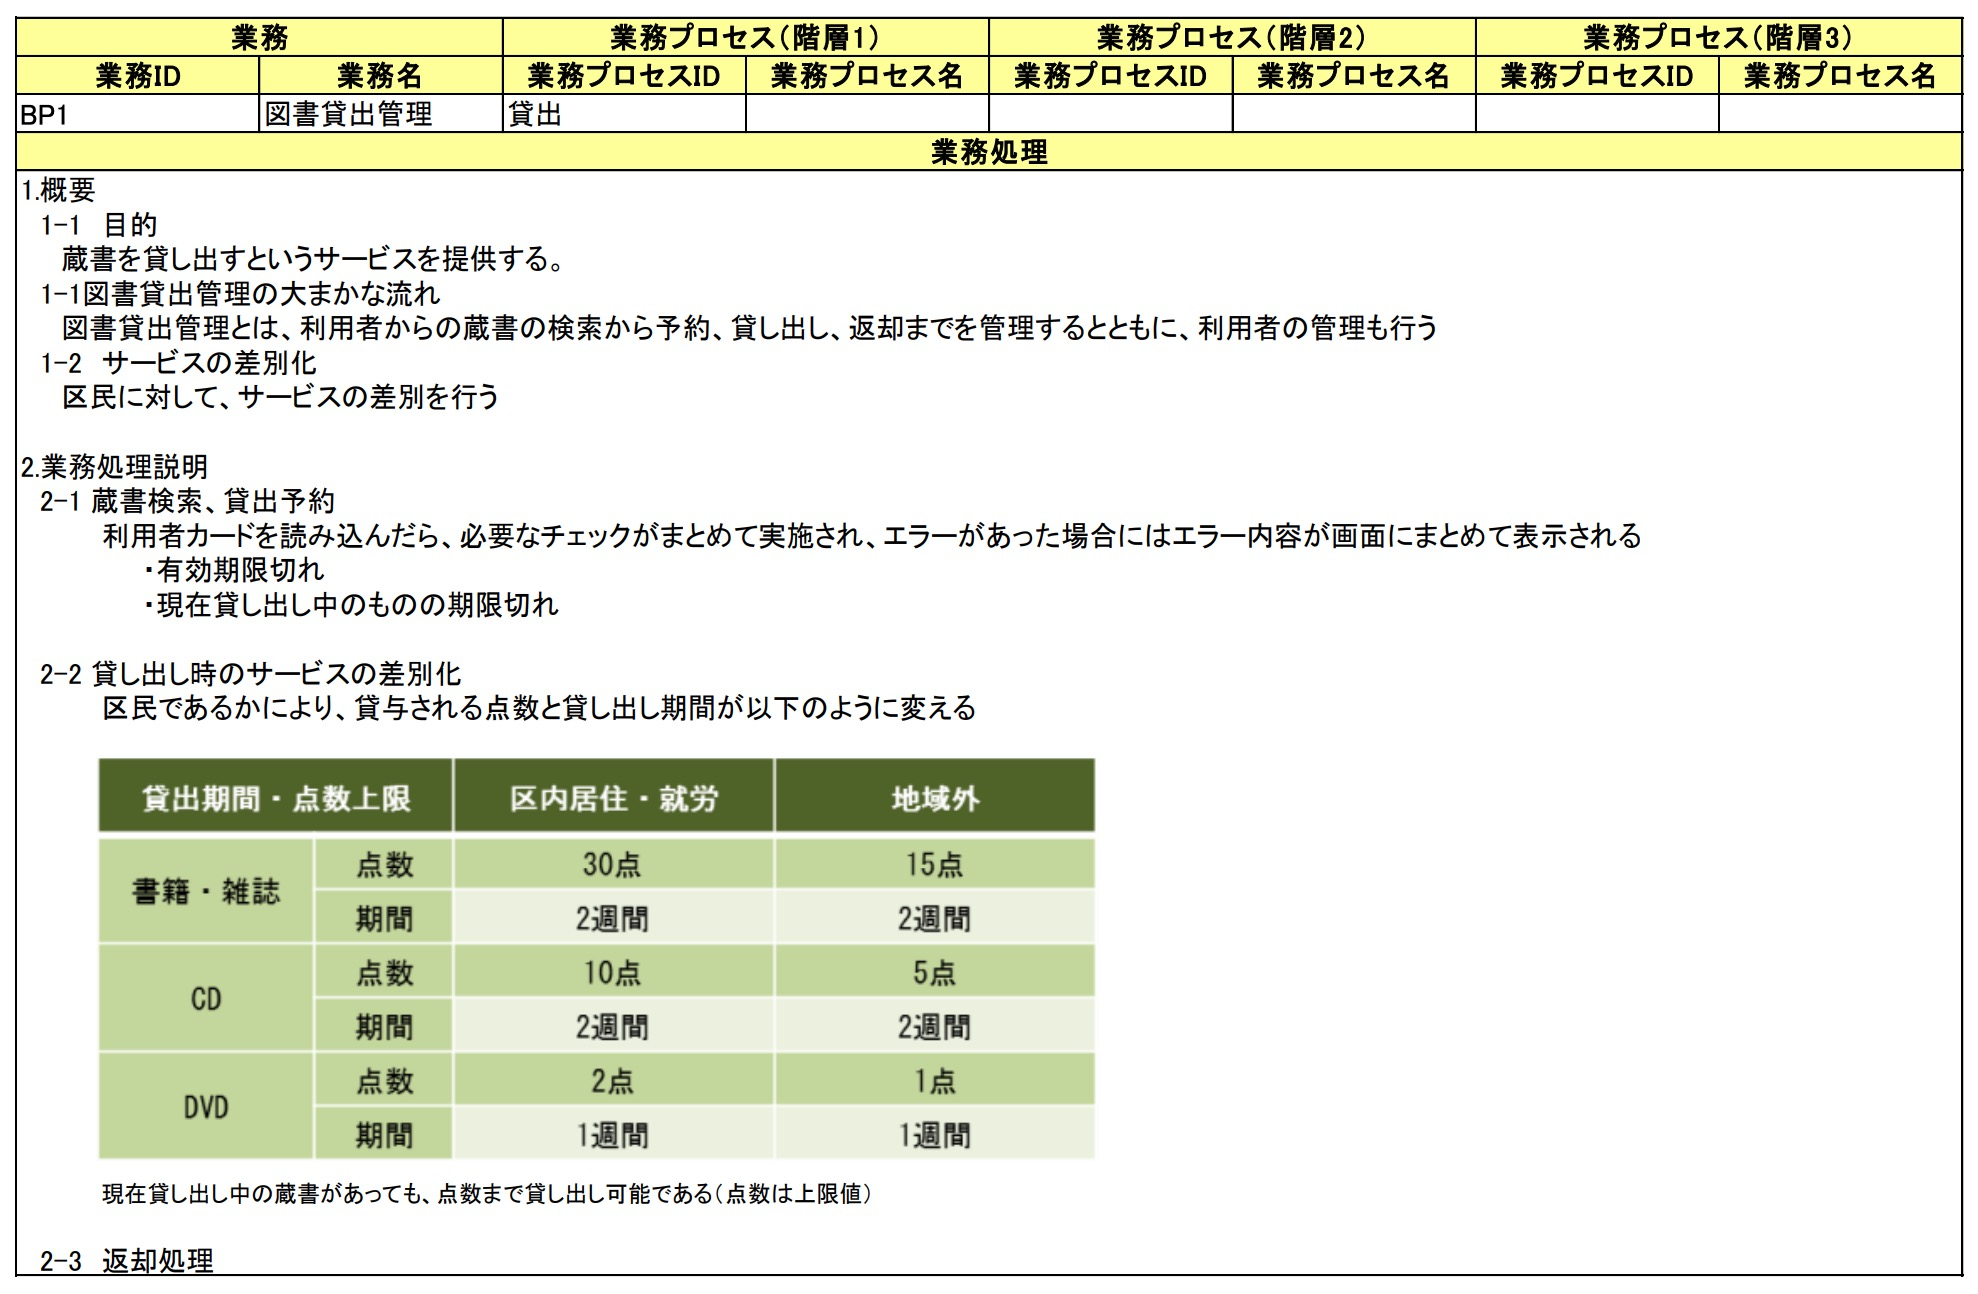 業務 業務プロセス（階層1） 業務プロセス（階層2） 業務プロセス（階層3）
業務ID 業務名 業務プロセスID 業務プロセス名 業務プロセスID 業務プロセス名 業務プロセスID 業務プロセス名
BP1 図書貸出管理 貸出
業務処理
1.概要
1-1 目的
蔵書を貸し出すというサービスを提供する。
1-1図書貸出管理の大まかな流れ
図書貸出管理とは、利用者からの蔵書の検索から予約、貸し出し、返却までを管理するとともに、利用者の管理も行う
1-2 サービスの差別化
区民に対して、サービスの差別を行う
2.業務処理説明
2-1 蔵書検索、貸出予約
利用者カードを読み込んだら、必要なチェックがまとめて実施され、エラーがあった場合にはエラー内容が画面にまとめて表示される
・有効期限切れ
・現在貸し出し中のものの期限切れ
2-2 貸し出し時のサービスの差別化
区民であるかにより、貸与される点数と貸し出し期間が以下のように変える
貸出期間・点数上限 区内居住・就労 地域外
書籍・雑誌 点数 30点 15点
期間 2週間 2週間
CD 点数 10点 5点
期間 2週間 2週間
DVD 点数 2点 1点
期間 1週間 1週間
現在貸し出し中の蔵書があっても、点数まで貸し出し可能である（点数は上限値）
2-3 返却処理